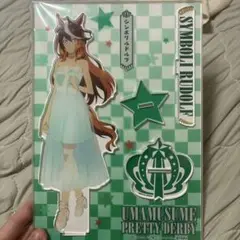 シンボリルドルフ
SYMBOLI RUDOLF
UMAMUSUME
PRETTY DERBY